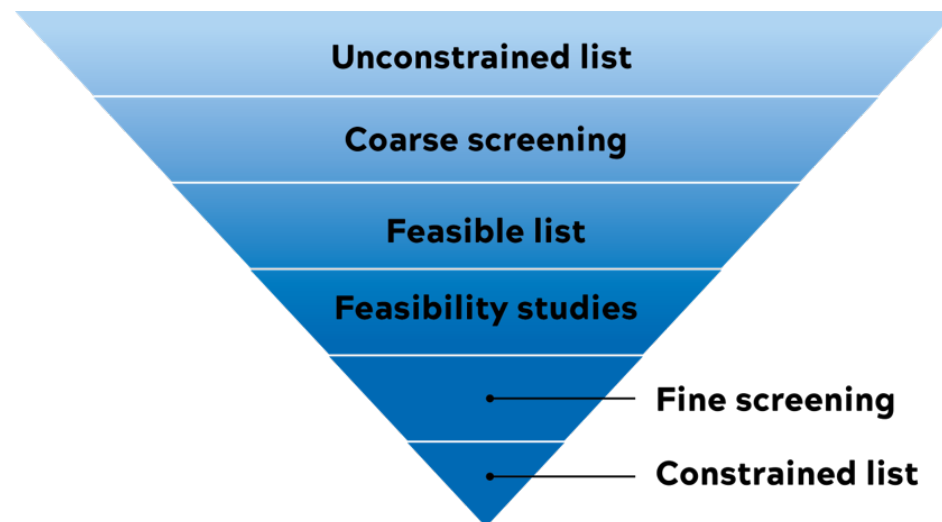 Unconstrained list
Coarse screening
Feasible list
Feasibility studies
Fine screening
Constrained list